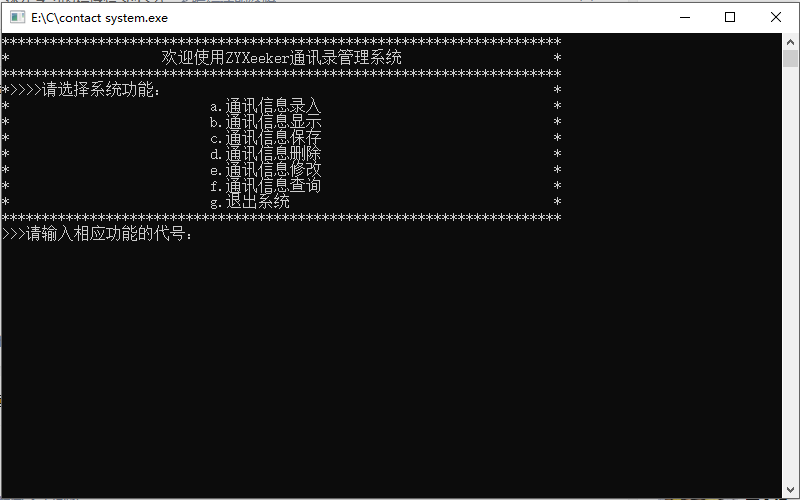 E:\C\contact system.exe
**********************************************************************
* 欢迎使用ZYXeeker通讯录管理系统 *
**********************************************************************
*>>>>请选择系统功能: *
* a.通讯信息录入 *
* b.通讯信息显示 *
* c.通讯信息保存 *
* d.通讯信息删除 *
* e.通讯信息修改 *
* f.通讯信息查询 *
* g.退出系统 *
**********************************************************************
>>>请输入相应功能的代号: